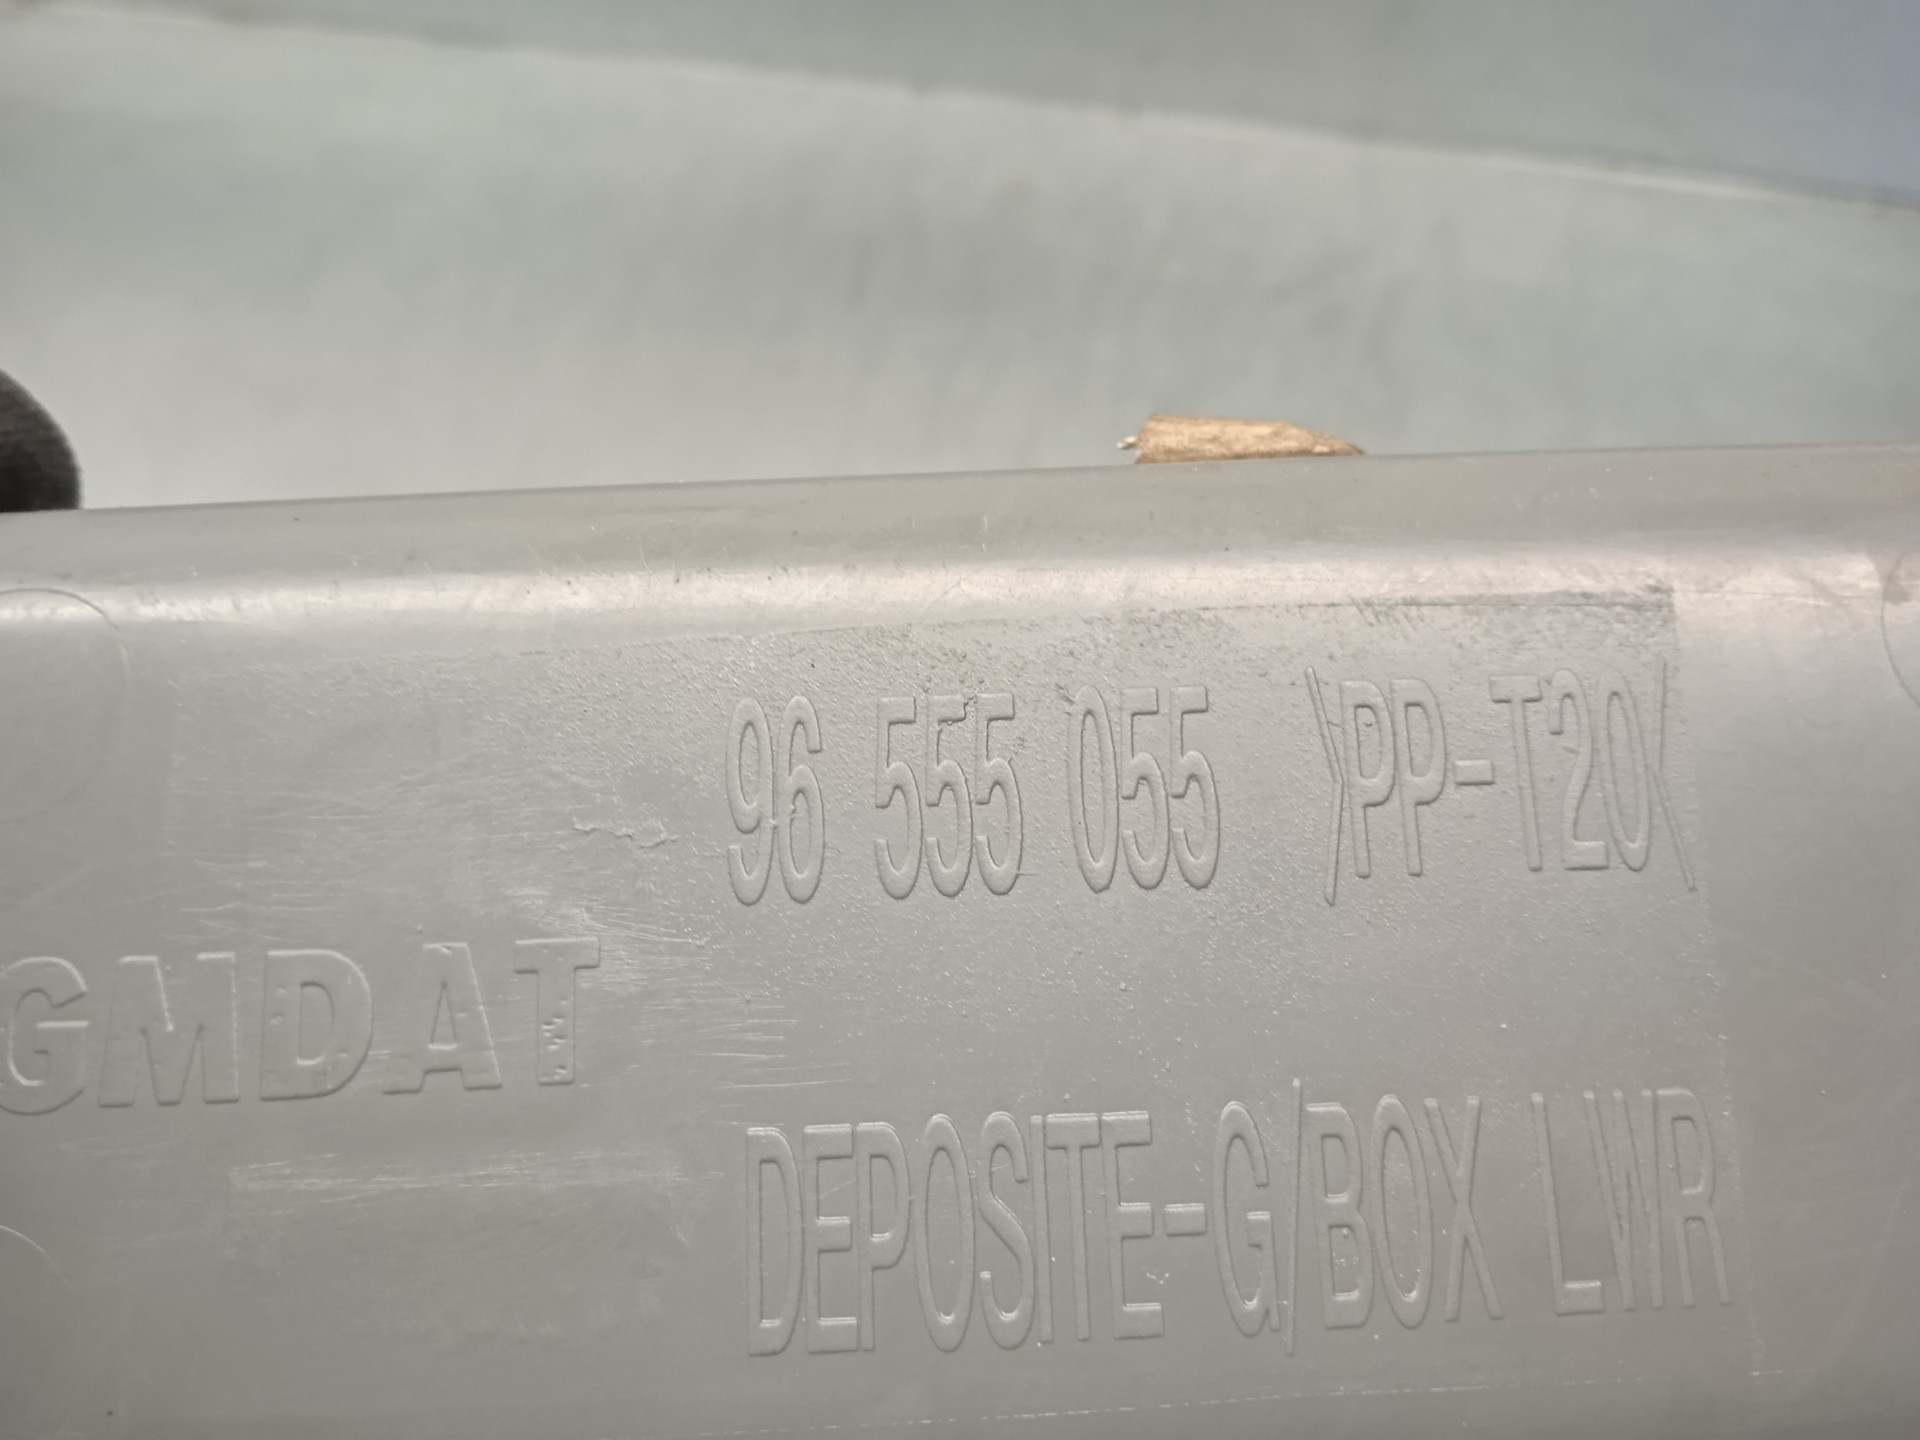 96 555 055 >PP-T20<
GMDAT
DEPOSITE-G/BOX LWR